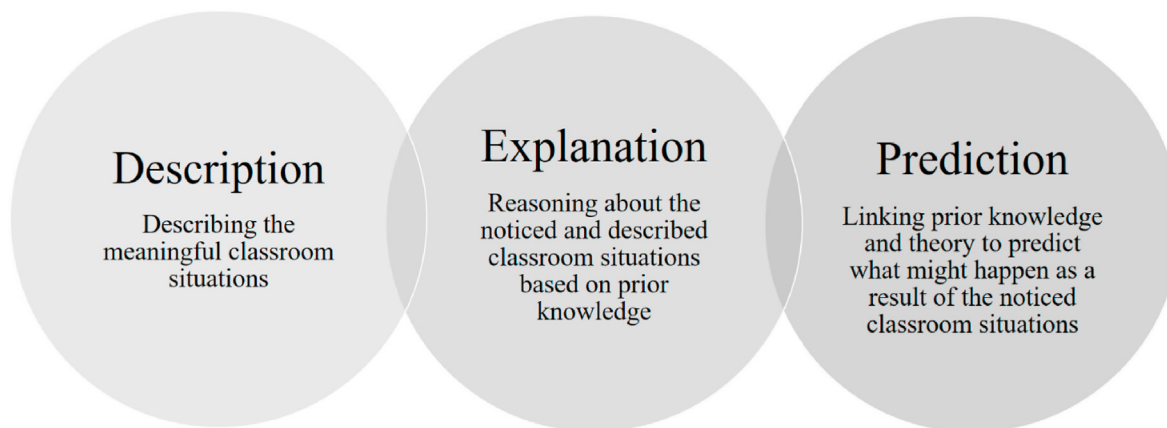 Description
Describing the
meaningful classroom
situations
Explanation
Reasoning about the
noticed and described
classroom situations
based on prior
knowledge
Prediction
Linking prior knowledge
and theory to predict
what might happen as a
result of the noticed
classroom situations